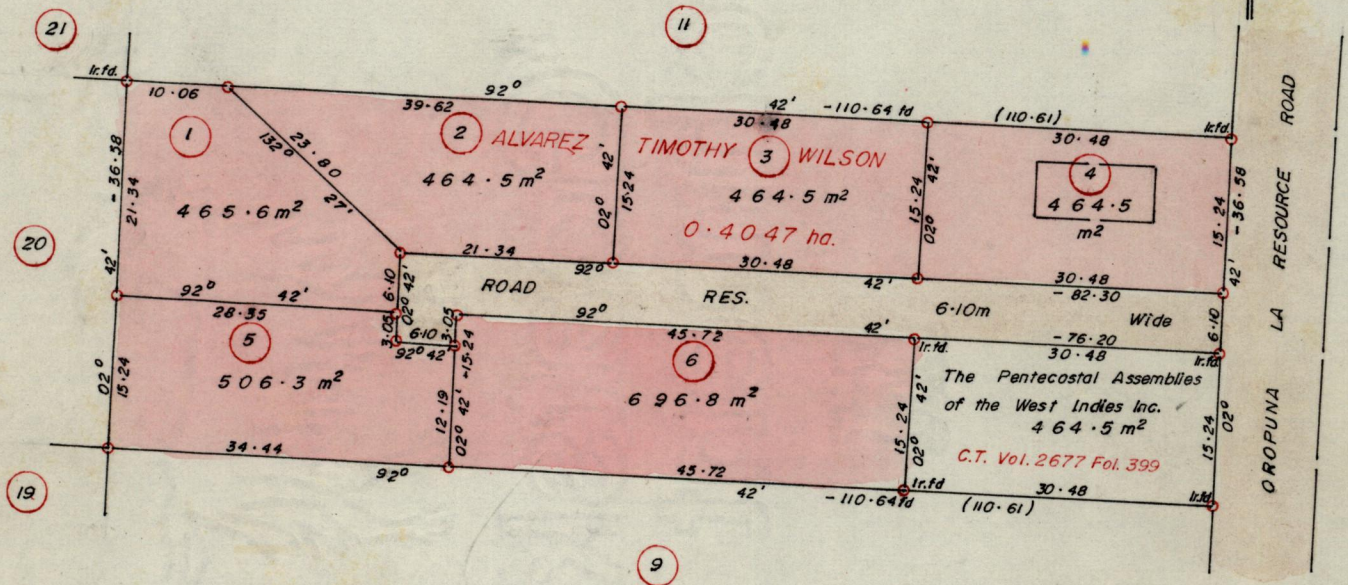 21
11
Ir.fd.
10·06
92°
39·62
42'
-110·64 fd
(110·61)
30·48
30·48
Ir.fd.
1
132°
23·80
27'
2
ALVAREZ
464·5 m²
TIMOTHY
3
WILSON
464·5 m²
0·4047 ha.
4
464·5
m²
-36·58
21·34
42'
465·6 m²
42'
15·24
02°
42'
15·24
02°
15·24
-36·58
42'
20
21·34
92°
30·48
42'
30·48
-82·30
ROAD
RES.
6·10m
Wide
6·10
6·10
02° 42'
92°
42'
28·35
3·05
6·10
92° 42'
3·05
92°
45·72
42'
-76·20
30·48
Ir.fd.
Ir.fd.
5
506·3 m²
02°
15·24
-15·24
12·19
02° 42'
6
696·8 m²
42'
15·24
02°
The Pentecostal Assemblies
of the West Indies Inc.
464·5 m²
C.T. Vol. 2677 Fol. 399
02°
15·24
34·44
92°
45·72
42'
-110·64fd
Ir.fd
30·48
(110·61)
Ir.fd
19
9
OROPUNA LA RESOURCE ROAD